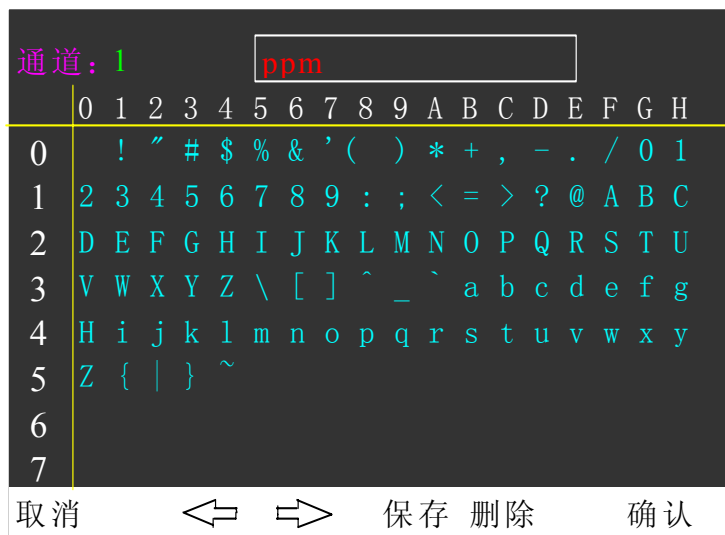 通道：1 ppm
0 1 2 3 4 5 6 7 8 9 A B C D E F G H
0 ! " # $ % & ' ( ) * + , - . / 0 1
1 2 3 4 5 6 7 8 9 : ; < = > ? @ A B C
2 D E F G H I J K L M N O P Q R S T U
3 V W X Y Z \ [ ] ^ _ ` a b c d e f g
4 H i j k l m n o p q r s t u v w x y
5 Z { | } ~
6
7
取消 保存 删除 确认